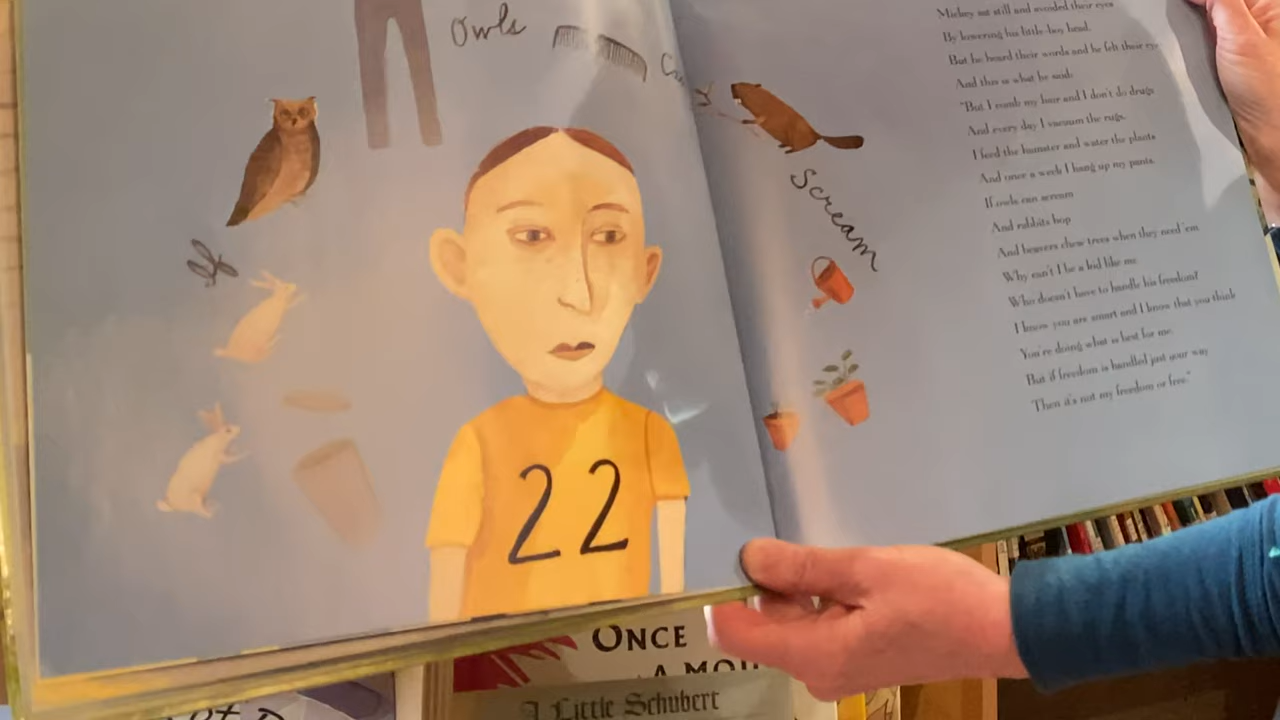 Owls
Scream
22
Mickey sat still and avoided their eyes
By lowering his little-boy head.
But he heard their words and he felt their
And this is what he said:
"But I comb my hair and I don't do drugs
And every day I vacuum the rugs.
I feed the hamster and water the plants
And once a week I hang up my pants.
If owls can scream
And rabbits hop
And beavers chew trees when they need 'em
Why can't I be a kid like me
Who doesn't have to handle his freedom?
I know you are smart and I know that you think
You're doing what is best for me.
But if freedom is handled just your way
Then it's not my freedom or free."
ONCE
A
A Little Schubert